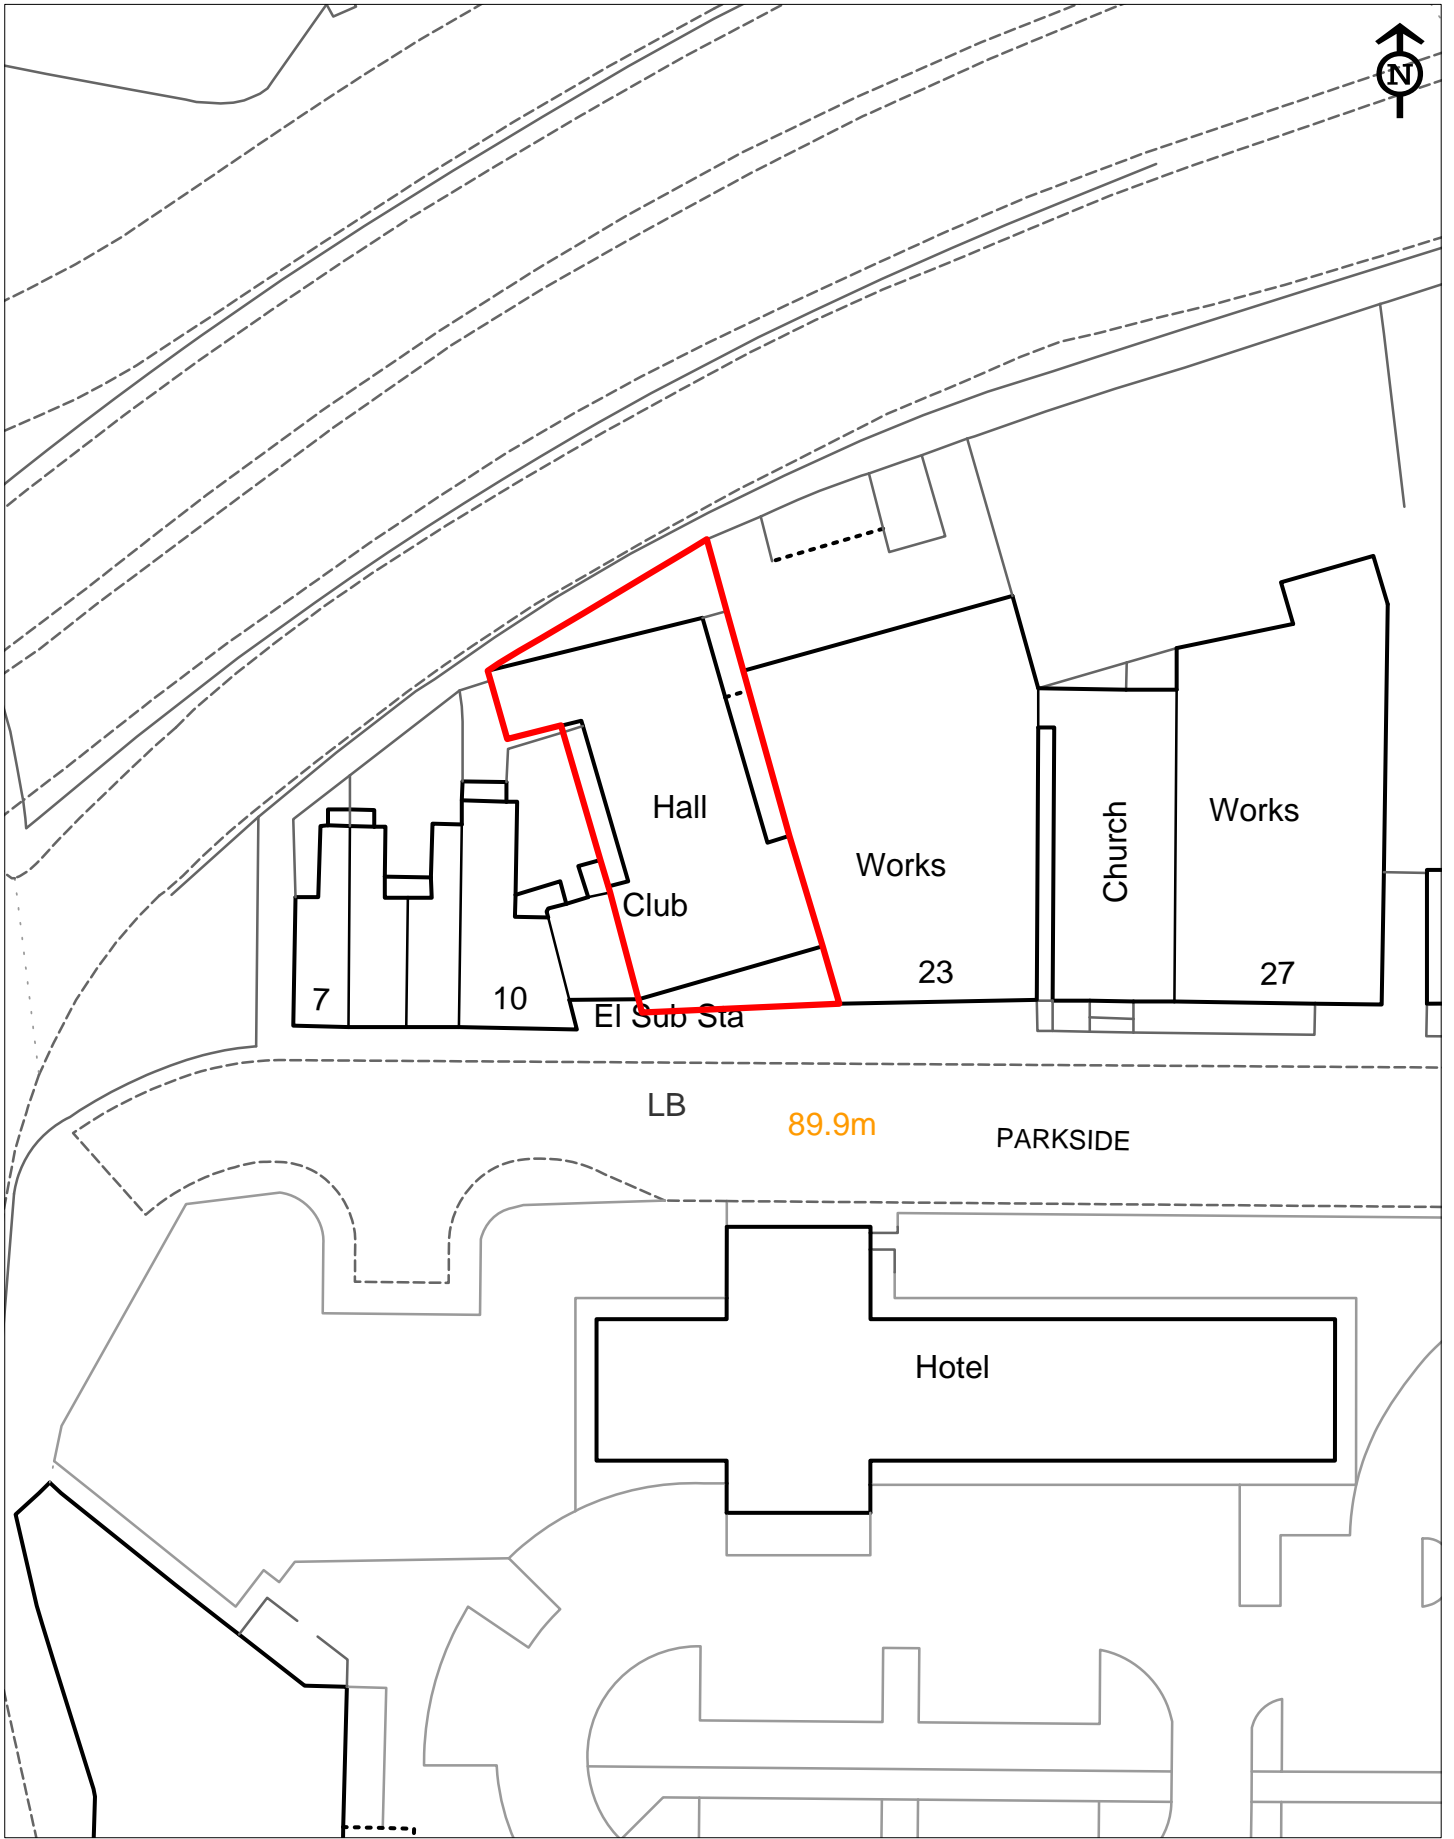 N
Hall
Works
Church
Works
Club
23
27
7
10
El Sub Sta
LB
89.9m
PARKSIDE
Hotel